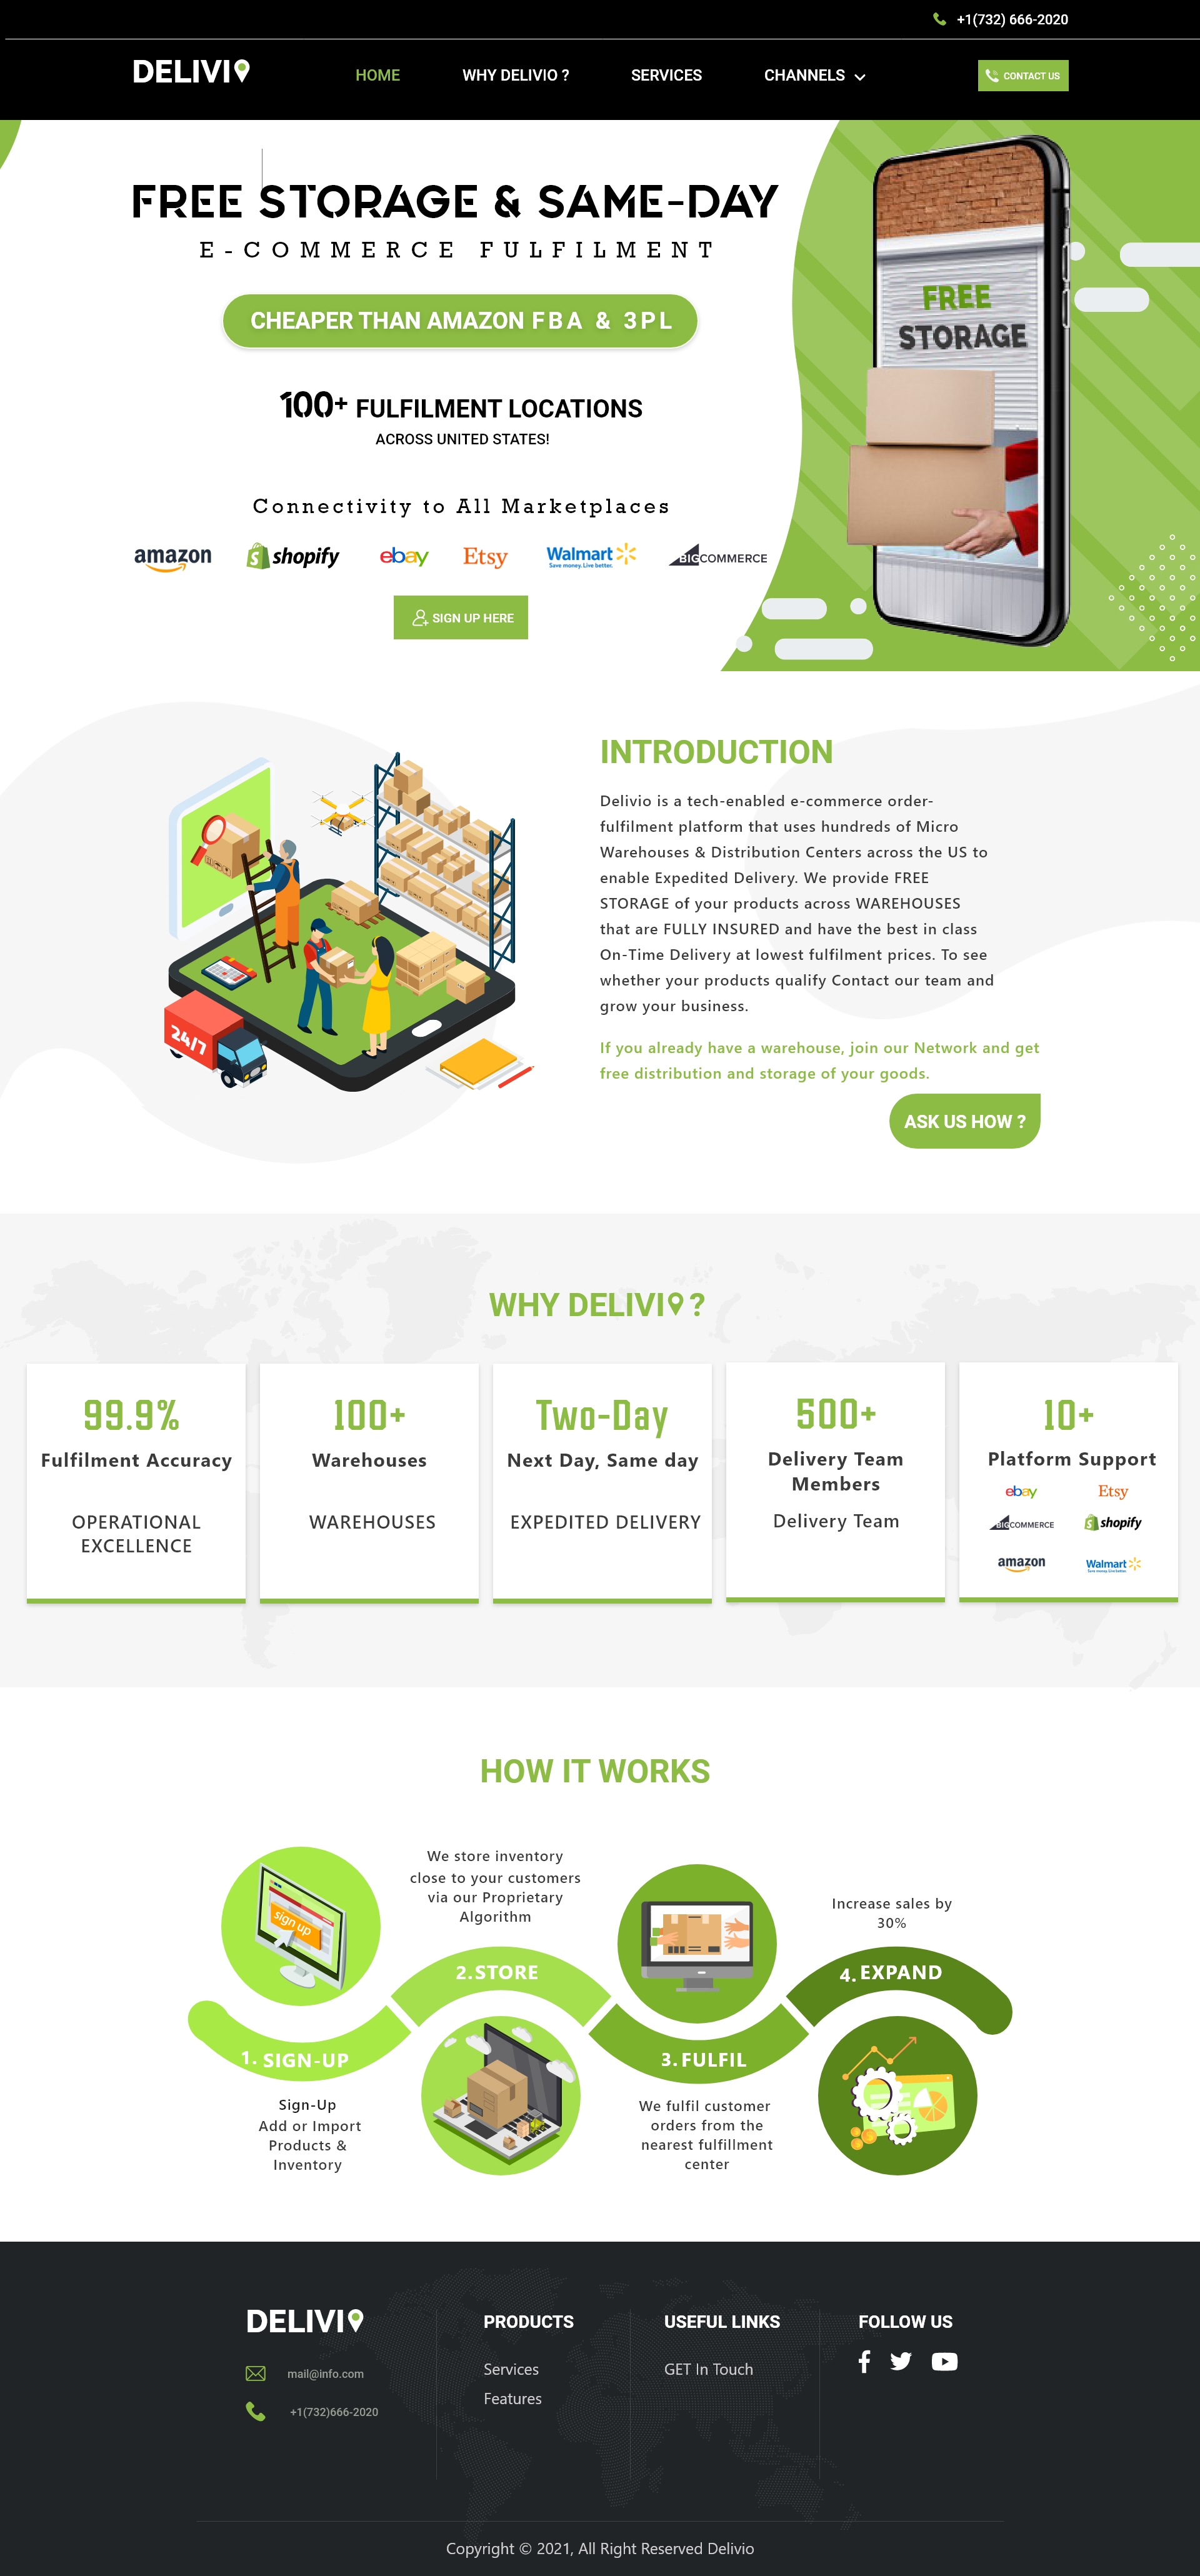 +1(732) 666-2020
DELIVIO
HOME WHY DELIVIO ? SERVICES CHANNELS CONTACT US
FREE STORAGE & SAME-DAY
E-COMMERCE FULFILMENT
CHEAPER THAN AMAZON FBA & 3PL
100+ FULFILMENT LOCATIONS
ACROSS UNITED STATES!
Connectivity to All Marketplaces
amazon shopify ebay Etsy Walmart BIGCOMMERCE
Save money. Live better.
SIGN UP HERE
FREE
STORAGE
INTRODUCTION
Delivio is a tech-enabled e-commerce order-
fulfilment platform that uses hundreds of Micro
Warehouses & Distribution Centers across the US to
enable Expedited Delivery. We provide FREE
STORAGE of your products across WAREHOUSES
that are FULLY INSURED and have the best in class
On-Time Delivery at lowest fulfilment prices. To see
whether your products qualify Contact our team and
grow your business.
If you already have a warehouse, join our Network and get
free distribution and storage of your goods.
ASK US HOW ?
24/7
WHY DELIVIO ?
99.9%
Fulfilment Accuracy
OPERATIONAL
EXCELLENCE
100+
Warehouses
WAREHOUSES
Two-Day
Next Day, Same day
EXPEDITED DELIVERY
500+
Delivery Team
Members
Delivery Team
10+
Platform Support
ebay Etsy
BIGCOMMERCE shopify
amazon Walmart
Save money. Live better.
HOW IT WORKS
sign up
1. SIGN-UP
Sign-Up
Add or Import
Products &
Inventory
We store inventory
close to your customers
via our Proprietary
Algorithm
2.STORE
3. FULFIL
We fulfil customer
orders from the
nearest fulfillment
center
Increase sales by
30%
4. EXPAND
DELIVIO
mail@info.com
+1(732)666-2020
PRODUCTS
Services
Features
USEFUL LINKS
GET In Touch
FOLLOW US
Copyright © 2021, All Right Reserved Delivio